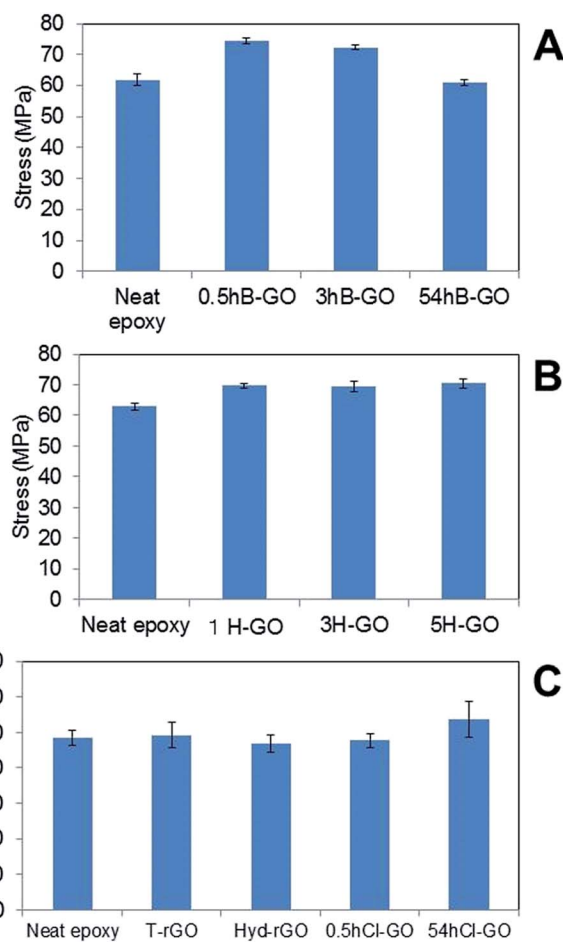 80
A
70
60
50
40
30
20
10
0
Stress (MPa)
Neat epoxy
0.5hB-GO
3hB-GO
54hB-GO
80
B
70
60
50
40
30
20
10
0
Stress (MPa)
Neat epoxy
1 H-GO
3H-GO
5H-GO
C
0
Neat epoxy
T-rGO
Hyd-rGO
0.5hCl-GO
54hCl-GO